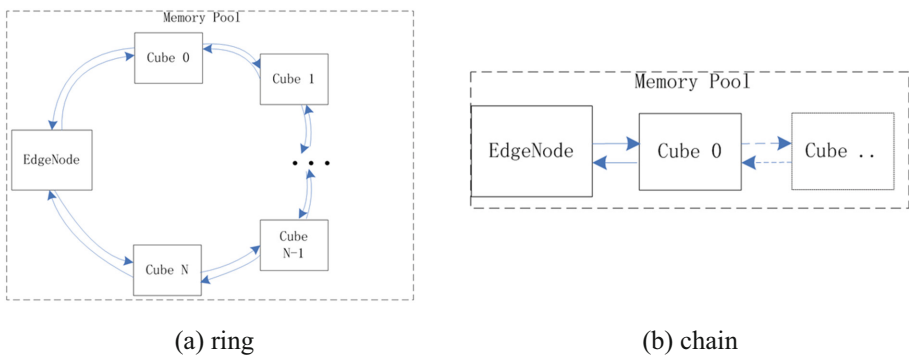 Memory Pool
Cube 0
Cube 1
EdgeNode
...
Cube
N-1
Cube N
(a) ring
Memory Pool
EdgeNode
Cube 0
Cube ..
(b) chain